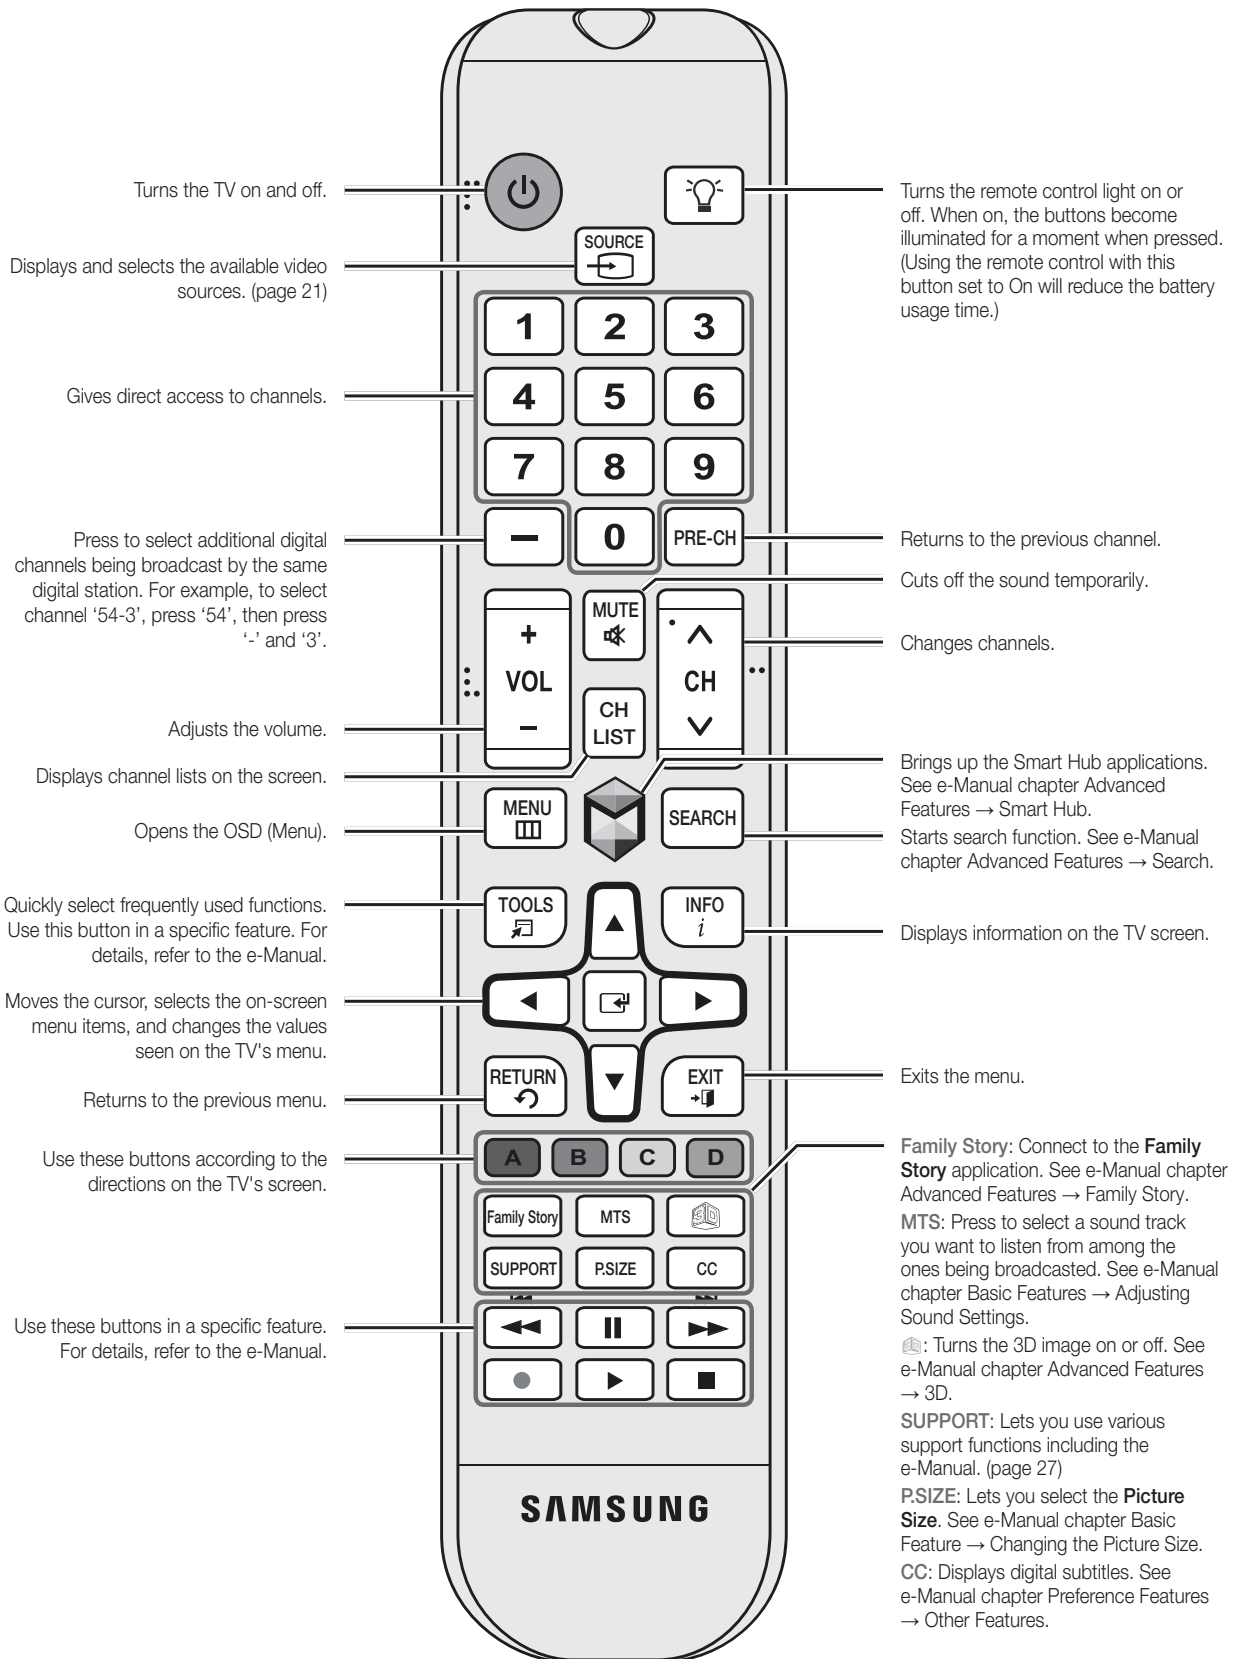 Turns the TV on and off.
Turns the remote control light on or
off. When on, the buttons become
illuminated for a moment when pressed.
(Using the remote control with this
button set to On will reduce the battery
usage time.)
SOURCE
Displays and selects the available video
sources. (page 21)
1 2 3
Gives direct access to channels.
4 5 6
7 8 9
Press to select additional digital
channels being broadcast by the same
digital station. For example, to select
channel ‘54-3’, press ‘54’, then press
‘-’ and ‘3’.
— 0 PRE-CH
Returns to the previous channel.
MUTE
Cuts off the sound temporarily.
+
VOL
−
CH
Changes channels.
CH
LIST
Adjusts the volume.
Displays channel lists on the screen.
Brings up the Smart Hub applications.
See e-Manual chapter Advanced
Features → Smart Hub.
MENU
Opens the OSD (Menu).
SEARCH
Starts search function. See e-Manual
chapter Advanced Features → Search.
TOOLS
Quickly select frequently used functions.
Use this button in a specific feature. For
details, refer to the e-Manual.
INFO
i
Displays information on the TV screen.
Moves the cursor, selects the on-screen
menu items, and changes the values
seen on the TV's menu.
RETURN
Returns to the previous menu.
EXIT
Exits the menu.
Use these buttons according to the
directions on the TV's screen.
A B C D
Family Story MTS 3D
SUPPORT P.SIZE CC
Use these buttons in a specific feature.
For details, refer to the e-Manual.
Family Story: Connect to the Family
Story application. See e-Manual chapter
Advanced Features → Family Story.
MTS: Press to select a sound track
you want to listen from among the
ones being broadcasted. See e-Manual
chapter Basic Features → Adjusting
Sound Settings.
3D: Turns the 3D image on or off. See
e-Manual chapter Advanced Features
→ 3D.
SUPPORT: Lets you use various
support functions including the
e-Manual. (page 27)
P.SIZE: Lets you select the Picture
Size. See e-Manual chapter Basic
Feature → Changing the Picture Size.
CC: Displays digital subtitles. See
e-Manual chapter Preference Features
→ Other Features.
SAMSUNG